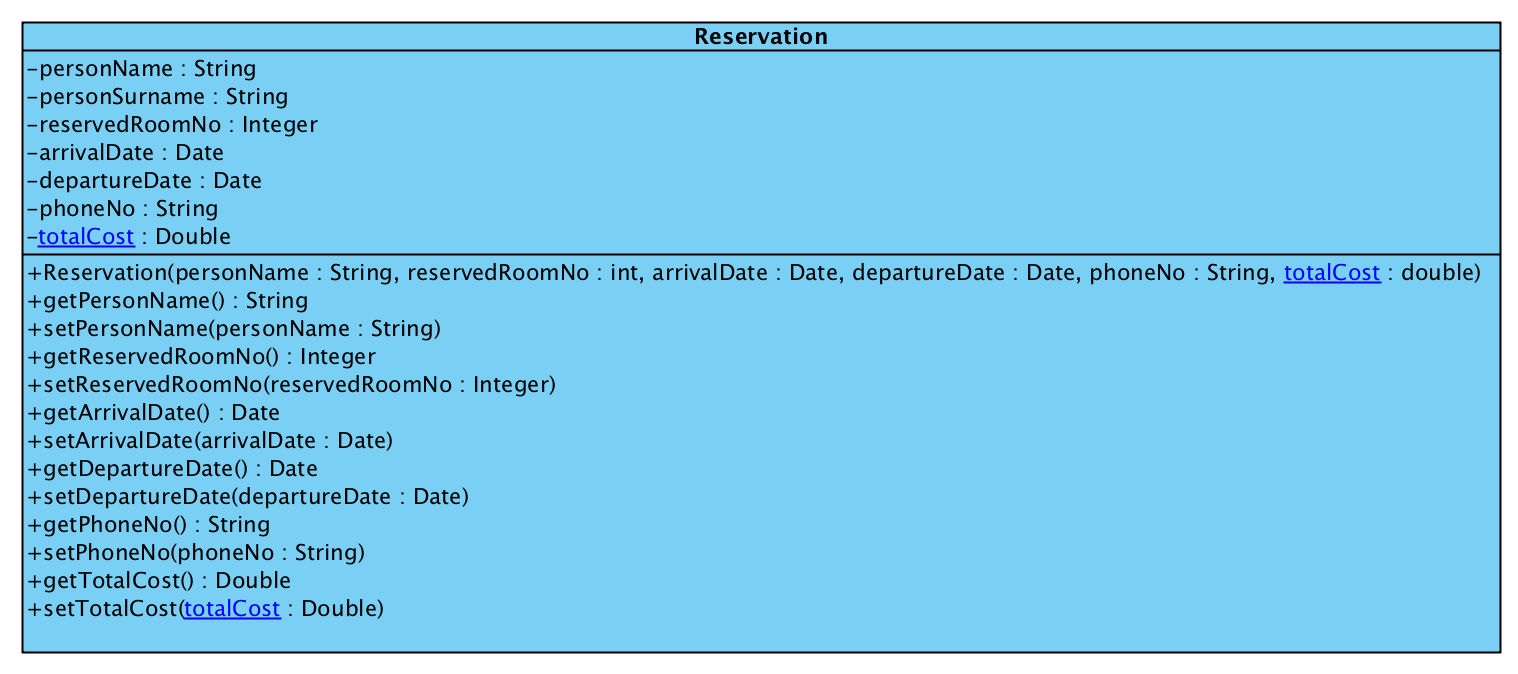 Reservation
-personName : String
-personSurname : String
-reservedRoomNo : Integer
-arrivalDate : Date
-departureDate : Date
-phoneNo : String
-totalCost : Double
+Reservation(personName : String, reservedRoomNo : int, arrivalDate : Date, departureDate : Date, phoneNo : String, totalCost : double)
+getPersonName() : String
+setPersonName(personName : String)
+getReservedRoomNo() : Integer
+setReservedRoomNo(reservedRoomNo : Integer)
+getArrivalDate() : Date
+setArrivalDate(arrivalDate : Date)
+getDepartureDate() : Date
+setDepartureDate(departureDate : Date)
+getPhoneNo() : String
+setPhoneNo(phoneNo : String)
+getTotalCost() : Double
+setTotalCost(totalCost : Double)